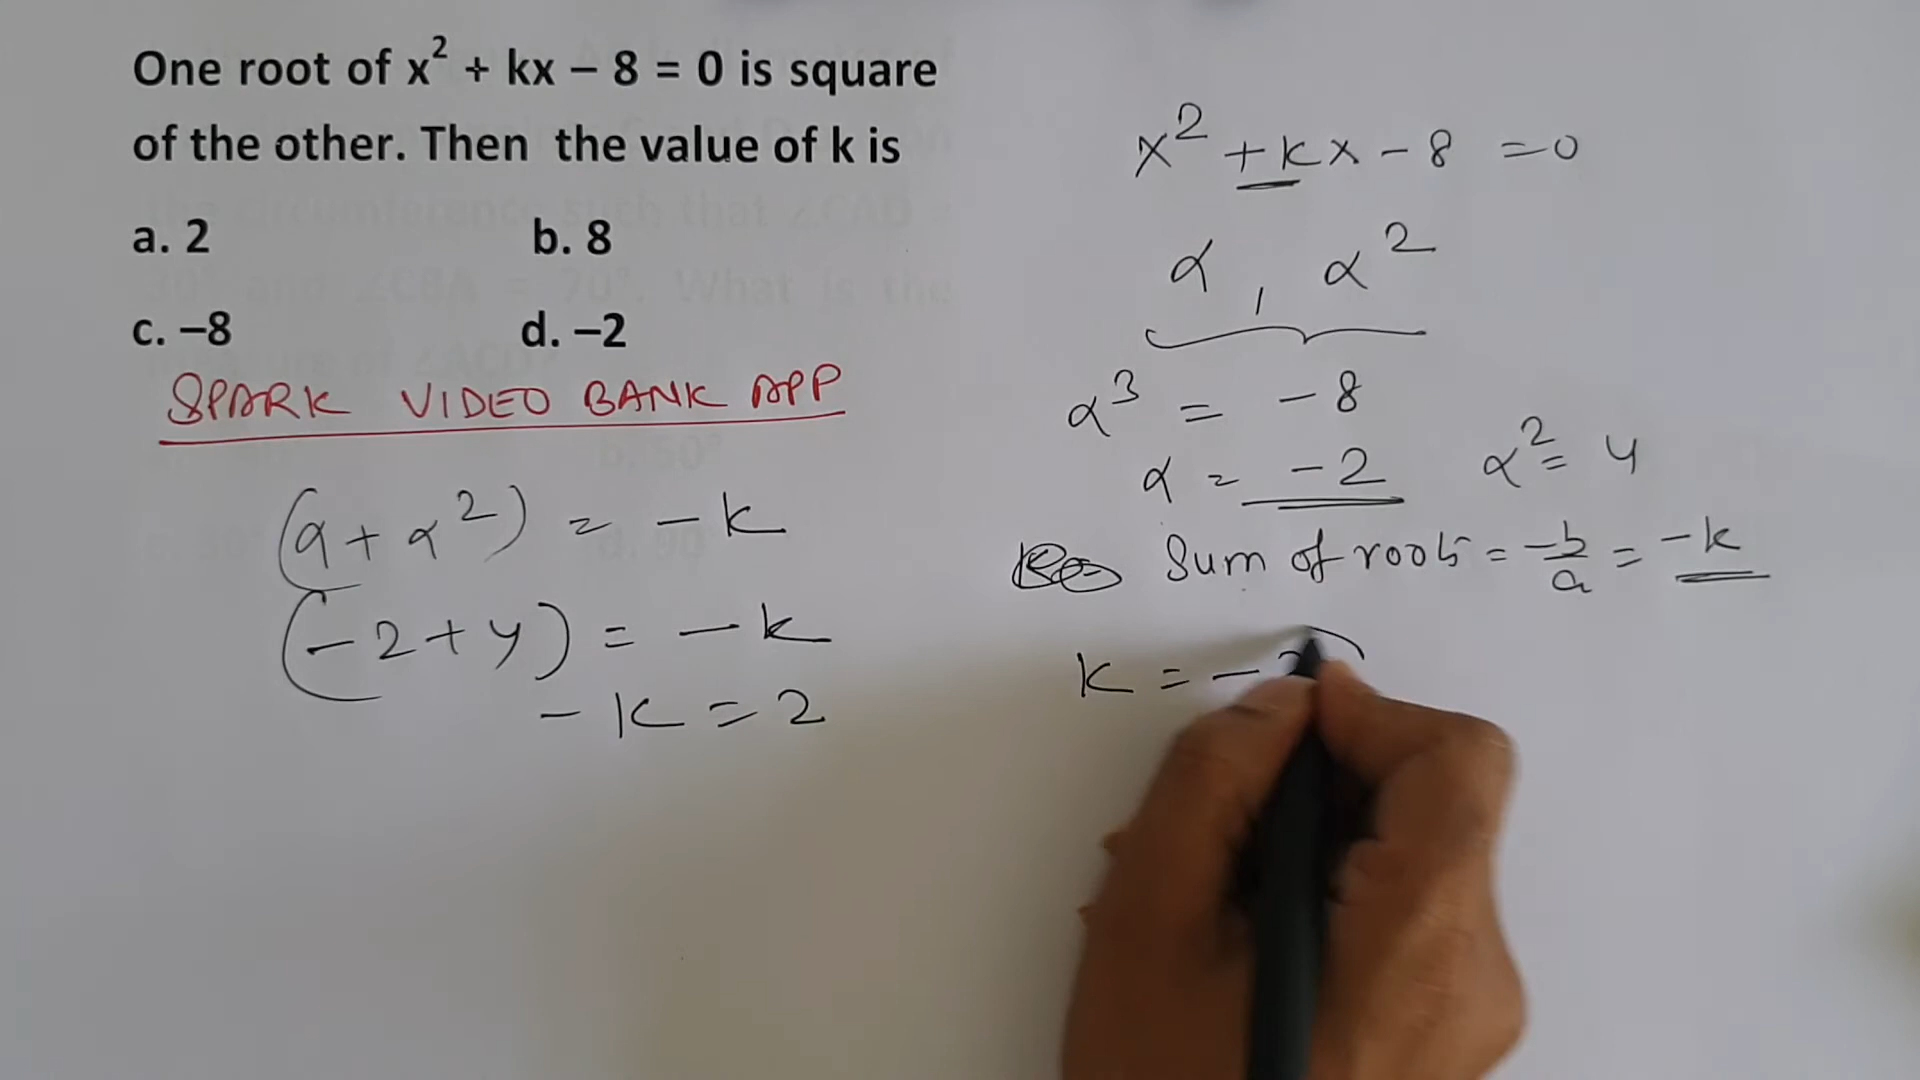 One root of x² + kx – 8 = 0 is square
of the other. Then the value of k is
a. 2 b. 8
c. –8 d. –2
SPARK VIDEO BANK APP
(α + α²) = -k
(-2+4) = -k
-k = 2
x² + kx - 8 = 0
α , α²
α³ = -8
α = -2 α² = 4
Sum of roots = -b/a = -k
k = -2